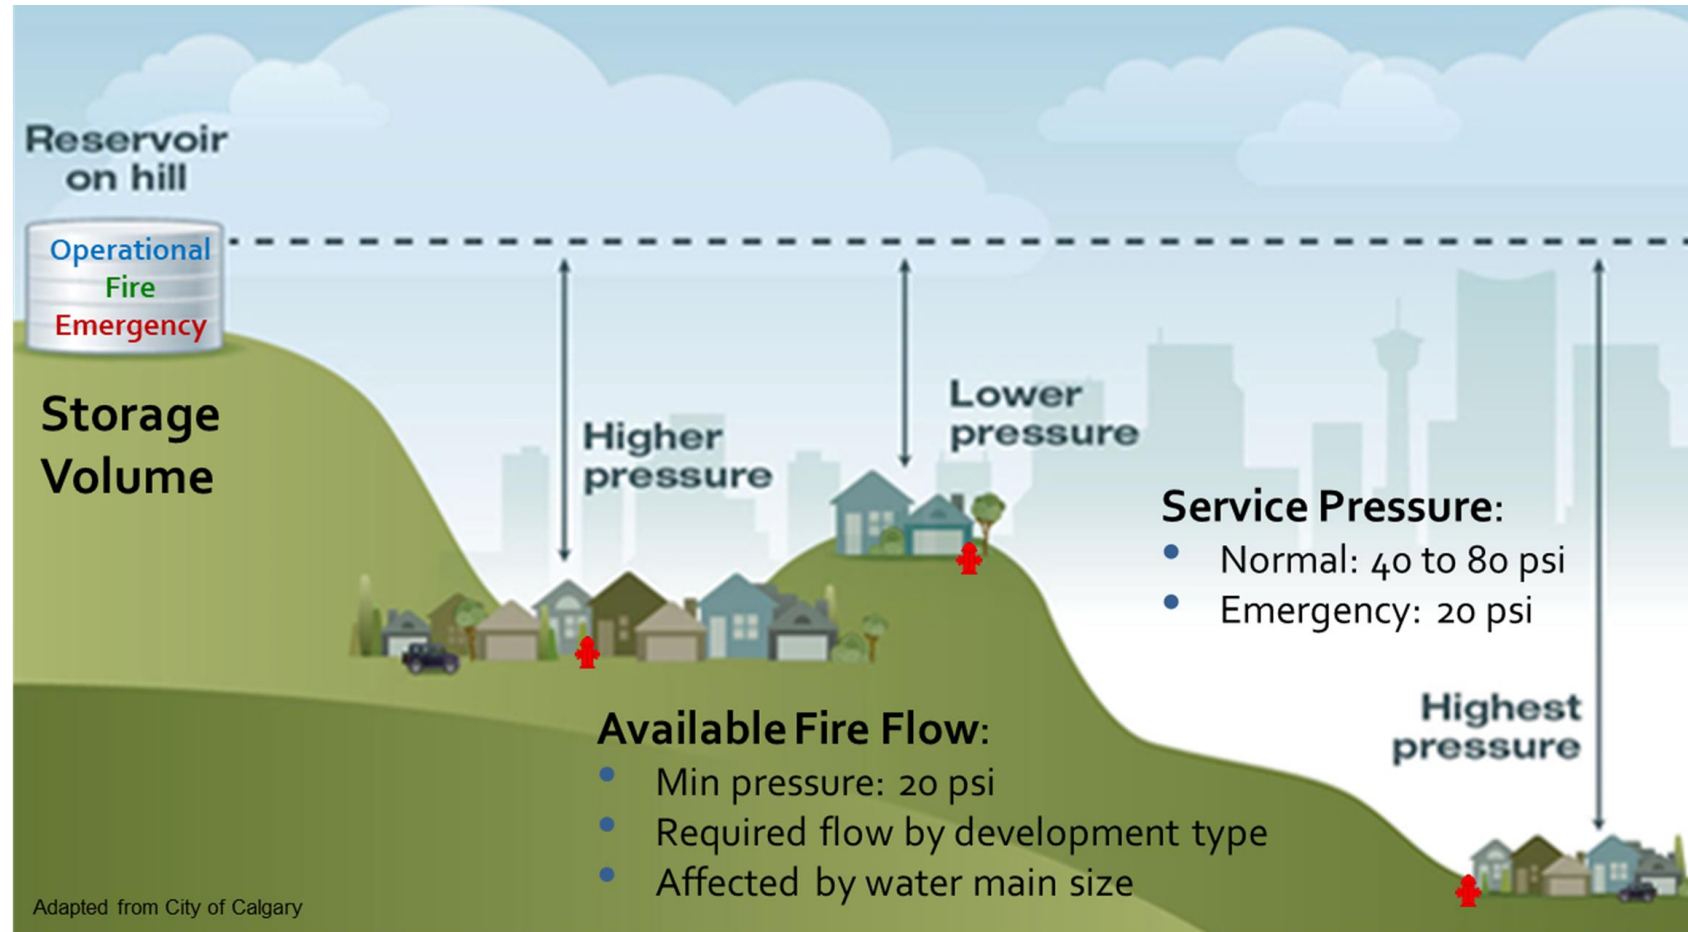 Reservoir
on hill
Operational
Fire
Emergency
Storage
Volume
Higher
pressure
Lower
pressure
Service Pressure:
• Normal: 40 to 80 psi
• Emergency: 20 psi
Highest
pressure
Available Fire Flow:
• Min pressure: 20 psi
• Required flow by development type
• Affected by water main size
Adapted from City of Calgary